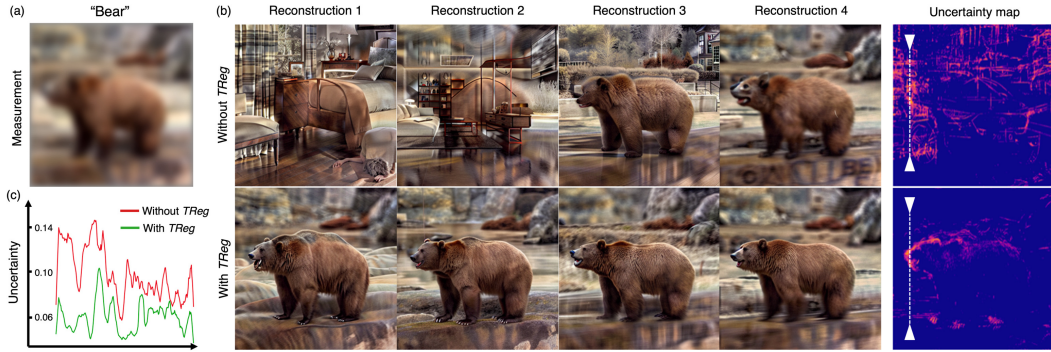 (a)
“Bear”
Measurement
(b)
Reconstruction 1
Reconstruction 2
Reconstruction 3
Reconstruction 4
Uncertainty map
Without TReg
With TReg
(c)
Uncertainty
0.14
0.10
0.06
Without TReg
With TReg